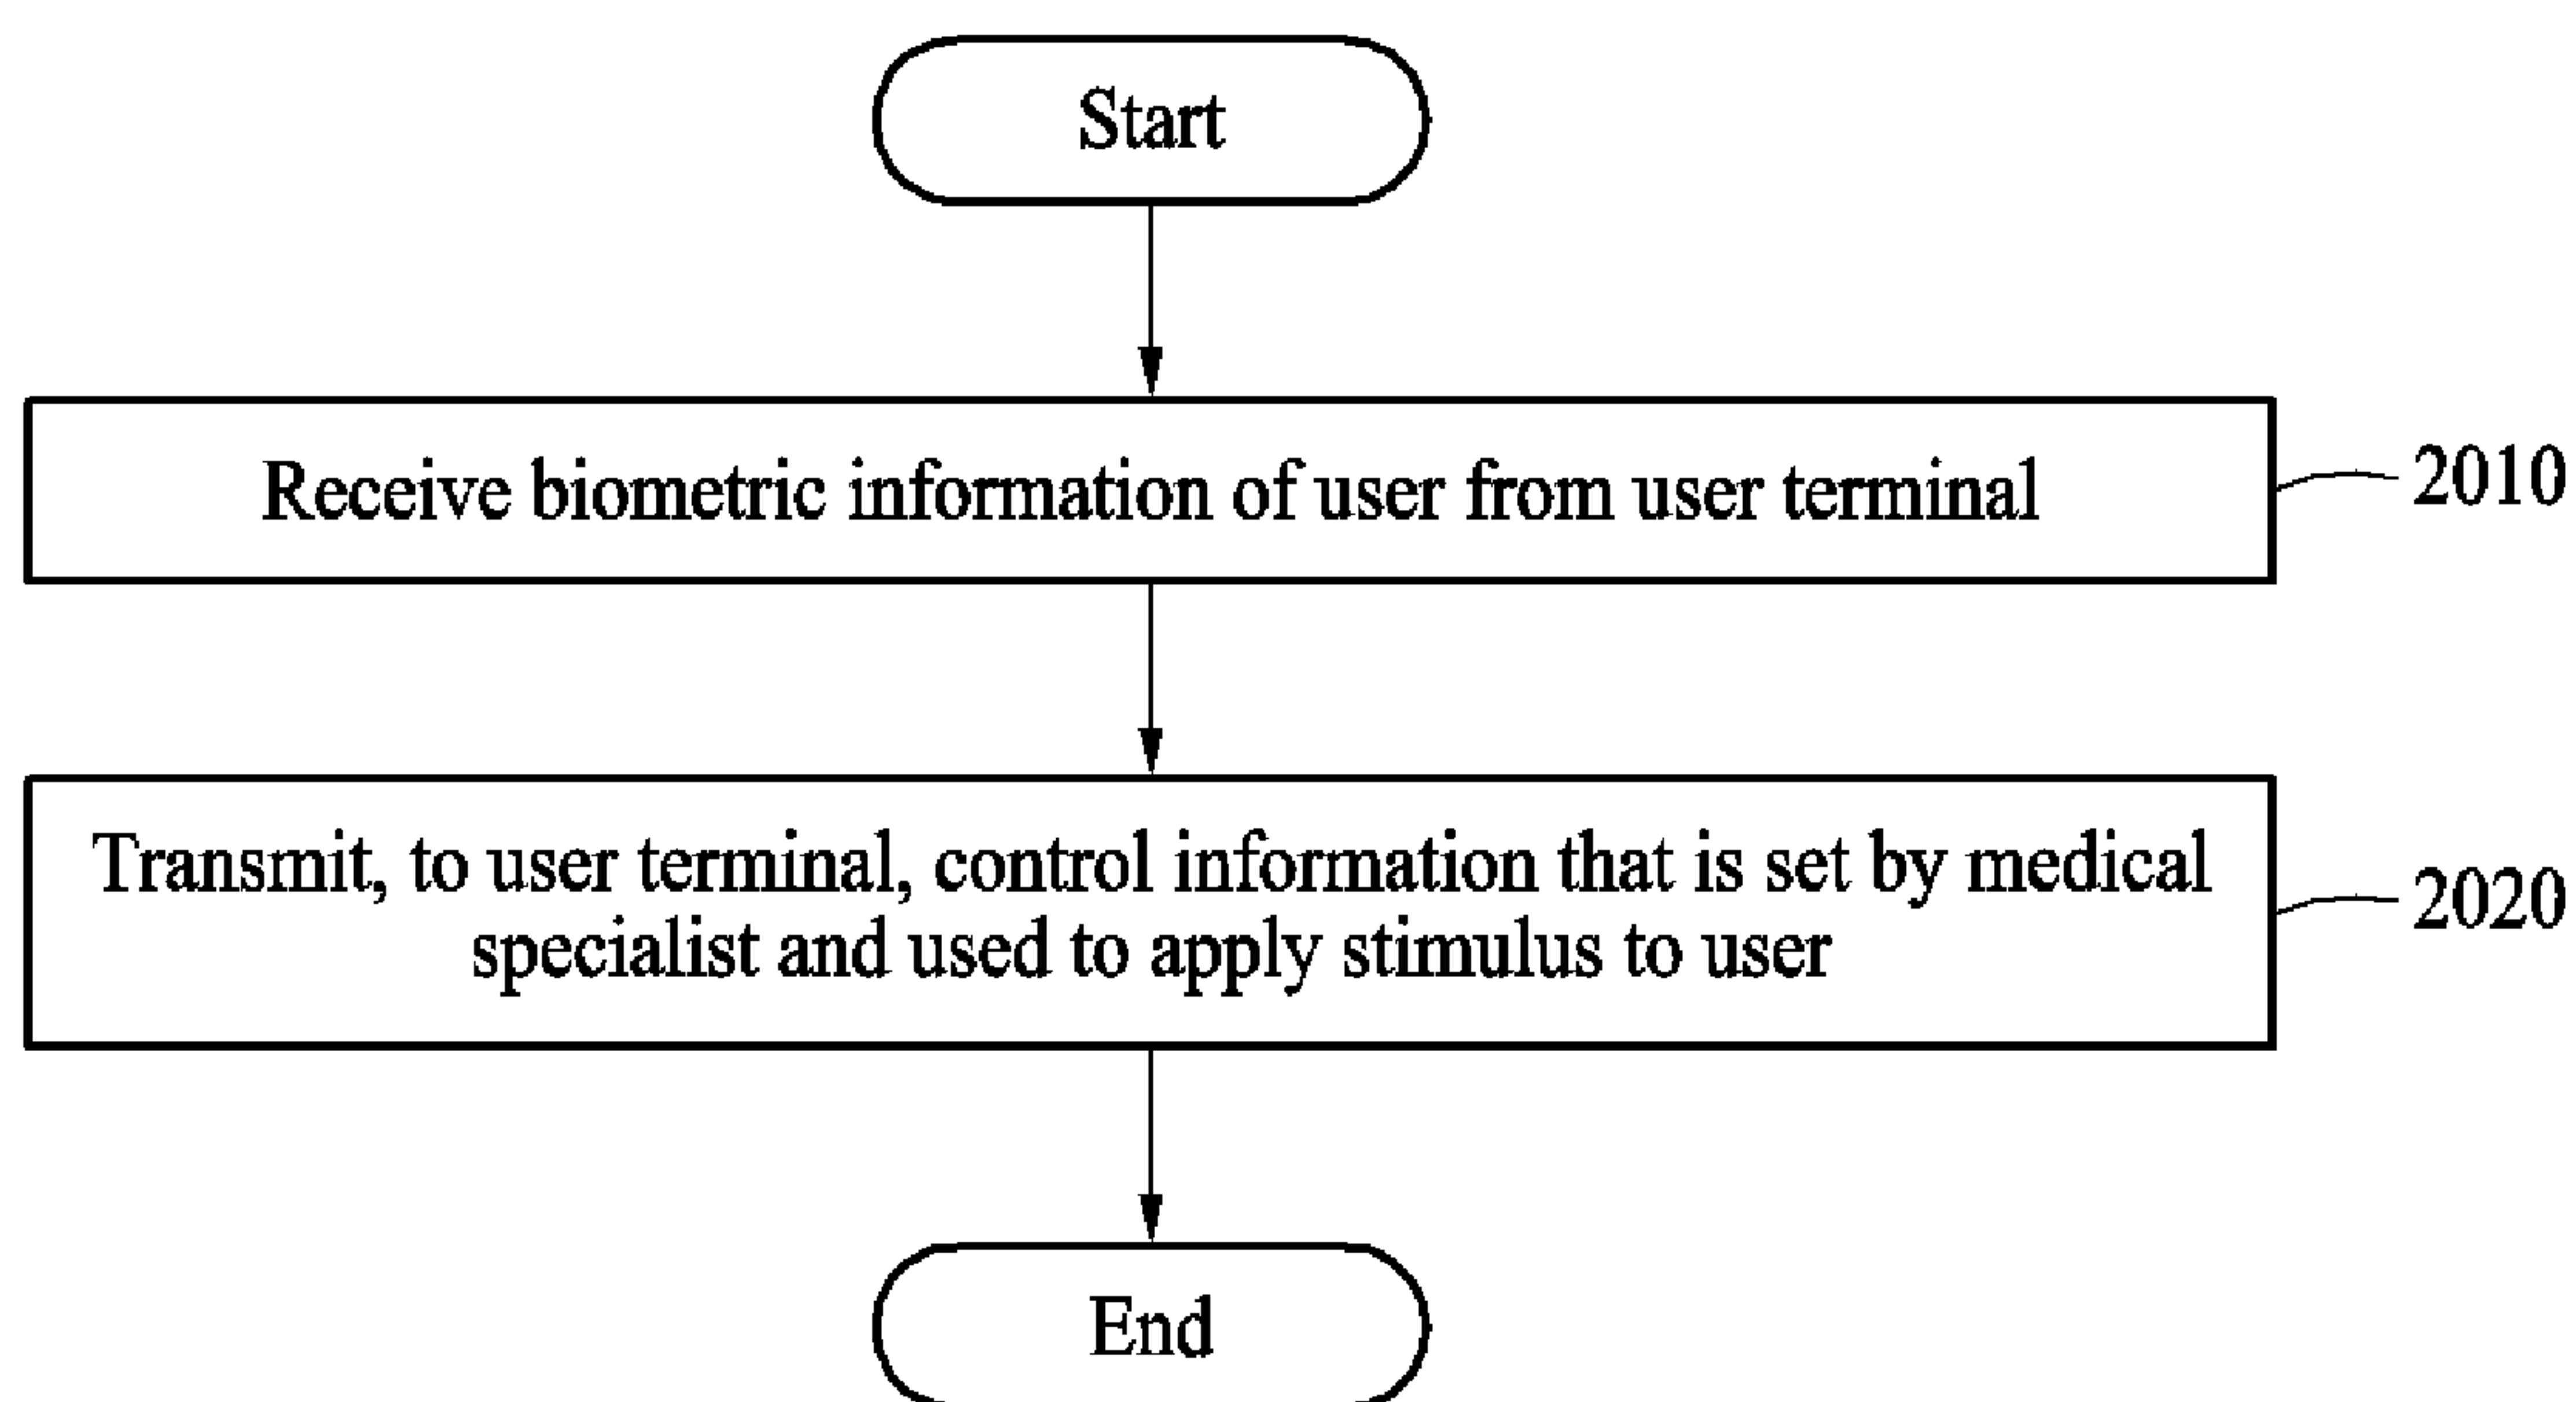 Start
Receive biometric information of user from user terminal
2010
Transmit, to user terminal, control information that is set by medical
specialist and used to apply stimulus to user
2020
End